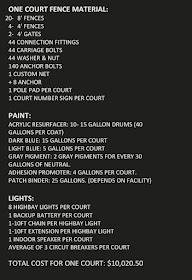 ONE COURT FENCE MATERIAL:
20- 8' FENCES
4- 4' FENCES
2- 4' GATES
44 CONNECTION FITTINGS
44 CARRIAGE BOLTS
44 WASHER & NUT
140 ANCHOR BOLTS
1 CUSTOM NET
+ 8 ANCHOR
1 POLE PAD PER COURT
1 COURT NUMBER SIGN PER COURT
PAINT:
ACRYLIC RESURFACER: 10- 15 GALLON DRUMS (40
GALLONS PER COAT)
DARK BLUE: 15 GALLONS PER COURT
LIGHT BLUE: 5 GALLONS PER COURT
GRAY PIGMENT: 2 GRAY PIGMENTS FOR EVERY 30
GALLONS OF NEUTRAL.
ADHESION PROMOTER: 4 GALLONS PER COURT.
PATCH BINDER: 25 GALLONS. (DEPENDS ON FACILITY)
LIGHTS:
8 HIGHBAY LIGHTS PER COURT
1 BACKUP BATTERY PER COURT
1-10FT CHAIN PER HIGHBAY LIGHT
1-10FT EXTENSION PER HIGHBAY LIGHT
1 INDOOR SPEAKER PER COURT
AVERAGE OF 3 CIRCUIT BREAKERS PER COURT
TOTAL COST FOR ONE COURT: $10,020.50